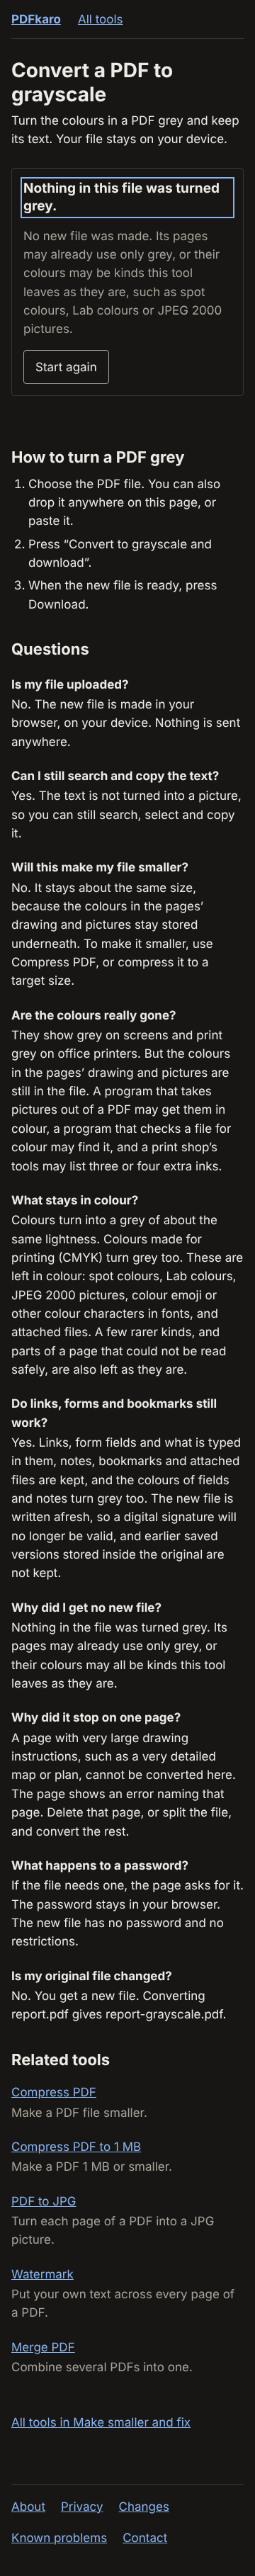 PDFkaro All tools
Convert a PDF to
grayscale
Turn the colours in a PDF grey and keep
its text. Your file stays on your device.
Nothing in this file was turned
grey.
No new file was made. Its pages
may already use only grey, or their
colours may be kinds this tool
leaves as they are, such as spot
colours, Lab colours or JPEG 2000
pictures.
Start again
How to turn a PDF grey
1. Choose the PDF file. You can also
drop it anywhere on this page, or
paste it.
2. Press “Convert to grayscale and
download”.
3. When the new file is ready, press
Download.
Questions
Is my file uploaded?
No. The new file is made in your
browser, on your device. Nothing is sent
anywhere.
Can I still search and copy the text?
Yes. The text is not turned into a picture,
so you can still search, select and copy
it.
Will this make my file smaller?
No. It stays about the same size,
because the colours in the pages’
drawing and pictures stay stored
underneath. To make it smaller, use
Compress PDF, or compress it to a
target size.
Are the colours really gone?
They show grey on screens and print
grey on office printers. But the colours
in the pages’ drawing and pictures are
still in the file. A program that takes
pictures out of a PDF may get them in
colour, a program that checks a file for
colour may find it, and a print shop’s
tools may list three or four extra inks.
What stays in colour?
Colours turn into a grey of about the
same lightness. Colours made for
printing (CMYK) turn grey too. These are
left in colour: spot colours, Lab colours,
JPEG 2000 pictures, colour emoji or
other colour characters in fonts, and
attached files. A few rarer kinds, and
parts of a page that could not be read
safely, are also left as they are.
Do links, forms and bookmarks still
work?
Yes. Links, form fields and what is typed
in them, notes, bookmarks and attached
files are kept, and the colours of fields
and notes turn grey too. The new file is
written afresh, so a digital signature will
no longer be valid, and earlier saved
versions stored inside the original are
not kept.
Why did I get no new file?
Nothing in the file was turned grey. Its
pages may already use only grey, or
their colours may all be kinds this tool
leaves as they are.
Why did it stop on one page?
A page with very large drawing
instructions, such as a very detailed
map or plan, cannot be converted here.
The page shows an error naming that
page. Delete that page, or split the file,
and convert the rest.
What happens to a password?
If the file needs one, the page asks for it.
The password stays in your browser.
The new file has no password and no
restrictions.
Is my original file changed?
No. You get a new file. Converting
report.pdf gives report-grayscale.pdf.
Related tools
Compress PDF
Make a PDF file smaller.
Compress PDF to 1 MB
Make a PDF 1 MB or smaller.
PDF to JPG
Turn each page of a PDF into a JPG
picture.
Watermark
Put your own text across every page of
a PDF.
Merge PDF
Combine several PDFs into one.
All tools in Make smaller and fix
About Privacy Changes
Known problems Contact